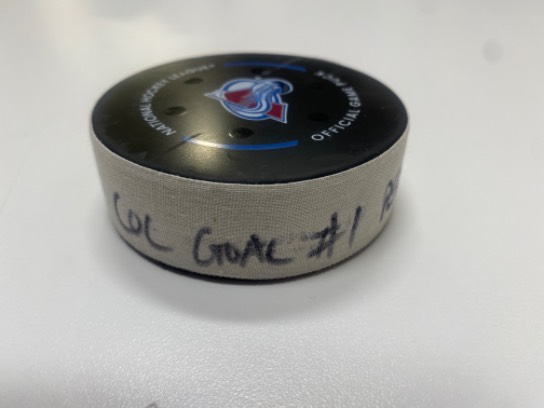 NATIONAL HOCKEY LEAGUE®
OFFICIAL GAME PUCK
COL GOAL #1